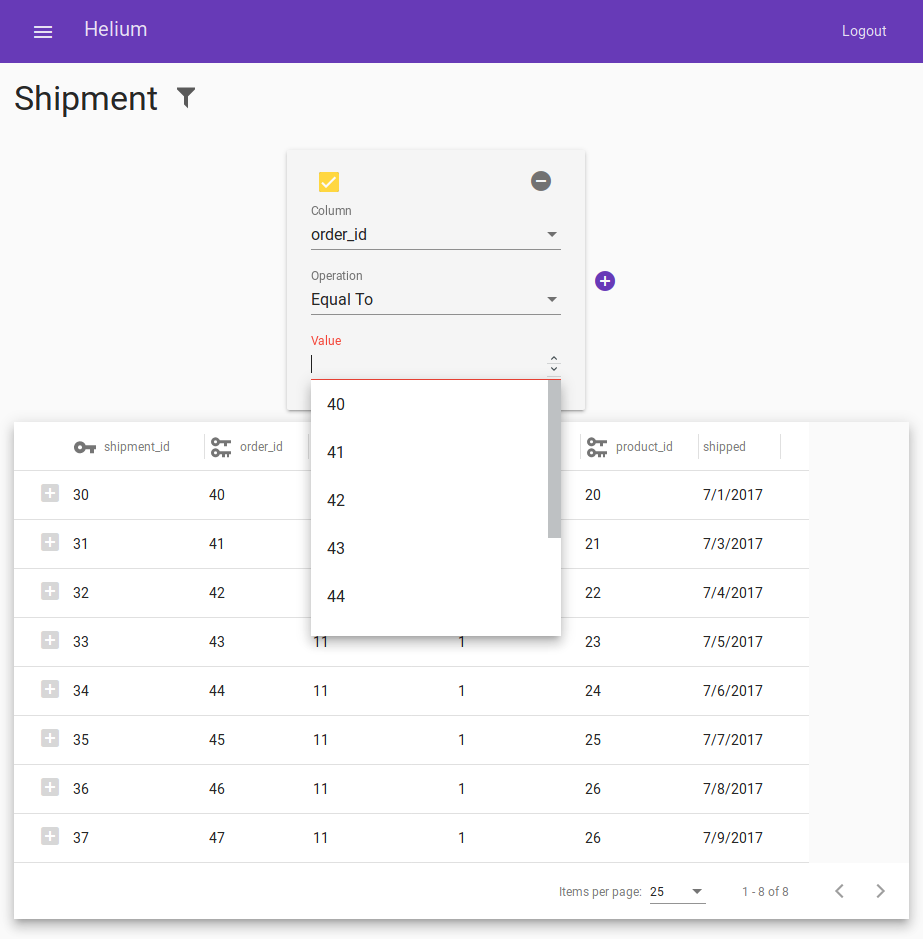 Helium Logout
Shipment
Column
order_id
Operation
Equal To
Value
40
41
42
43
44
shipment_id order_id product_id shipped
30 40 20 7/1/2017
31 41 21 7/3/2017
32 42 22 7/4/2017
33 43 11 1 23 7/5/2017
34 44 11 1 24 7/6/2017
35 45 11 1 25 7/7/2017
36 46 11 1 26 7/8/2017
37 47 11 1 26 7/9/2017
Items per page: 25 1 - 8 of 8